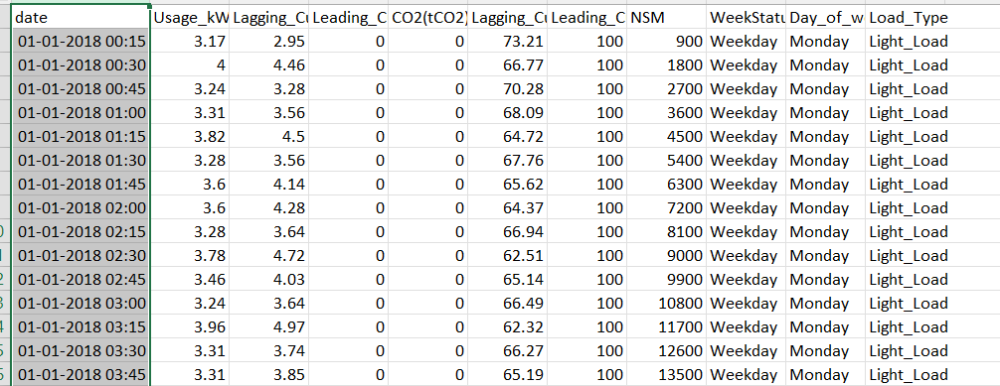 date Usage_kW Lagging_Cu Leading_C CO2(tCO2) Lagging_Cu Leading_C NSM WeekStatu Day_of_w Load_Type
01-01-2018 00:15 3.17 2.95 0 0 73.21 100 900 Weekday Monday Light_Load
01-01-2018 00:30 4 4.46 0 0 66.77 100 1800 Weekday Monday Light_Load
01-01-2018 00:45 3.24 3.28 0 0 70.28 100 2700 Weekday Monday Light_Load
01-01-2018 01:00 3.31 3.56 0 0 68.09 100 3600 Weekday Monday Light_Load
01-01-2018 01:15 3.82 4.5 0 0 64.72 100 4500 Weekday Monday Light_Load
01-01-2018 01:30 3.28 3.56 0 0 67.76 100 5400 Weekday Monday Light_Load
01-01-2018 01:45 3.6 4.14 0 0 65.62 100 6300 Weekday Monday Light_Load
01-01-2018 02:00 3.6 4.28 0 0 64.37 100 7200 Weekday Monday Light_Load
01-01-2018 02:15 3.28 3.64 0 0 66.94 100 8100 Weekday Monday Light_Load
01-01-2018 02:30 3.78 4.72 0 0 62.51 100 9000 Weekday Monday Light_Load
01-01-2018 02:45 3.46 4.03 0 0 65.14 100 9900 Weekday Monday Light_Load
01-01-2018 03:00 3.24 3.64 0 0 66.49 100 10800 Weekday Monday Light_Load
01-01-2018 03:15 3.96 4.97 0 0 62.32 100 11700 Weekday Monday Light_Load
01-01-2018 03:30 3.31 3.74 0 0 66.27 100 12600 Weekday Monday Light_Load
01-01-2018 03:45 3.31 3.85 0 0 65.19 100 13500 Weekday Monday Light_Load